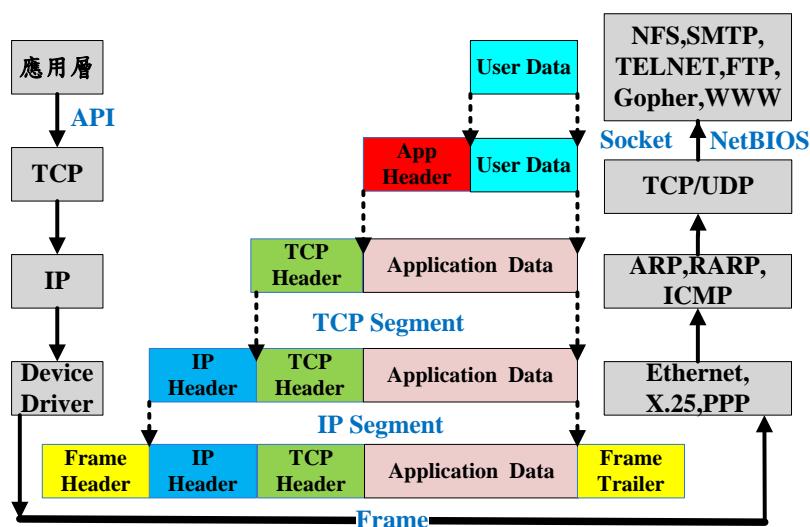 應用層
API
TCP
IP
Device
Driver
User Data
App
Header
User Data
TCP
Header
Application Data
TCP Segment
IP
Header
TCP
Header
Application Data
IP Segment
Frame
Header
IP
Header
TCP
Header
Application Data
Frame
Trailer
Frame
NFS,SMTP,
TELNET,FTP,
Gopher,WWW
Socket
NetBIOS
TCP/UDP
ARP,RARP,
ICMP
Ethernet,
X.25,PPP